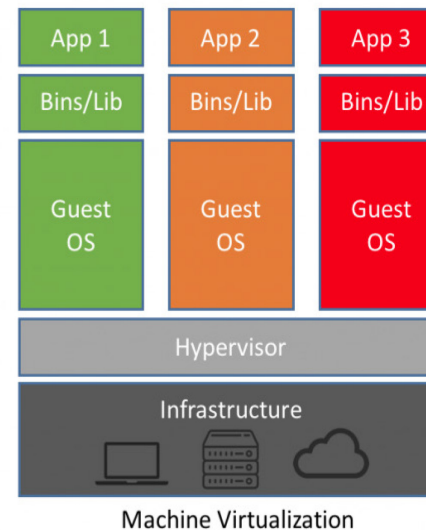 App 1
App 2
App 3
Bins/Lib
Bins/Lib
Bins/Lib
Guest
OS
Guest
OS
Guest
OS
Hypervisor
Infrastructure
Machine Virtualization